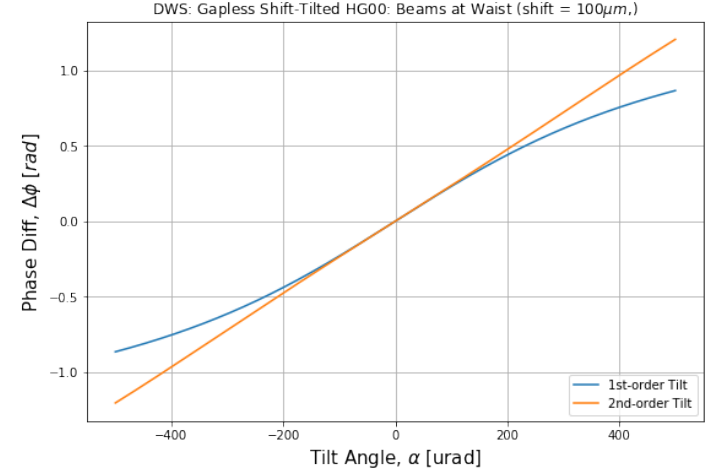 DWS: Gapless Shift-Tilted HG00: Beams at Waist (shift = 100μm,)
Phase Diff, Δϕ [rad]
1.0
0.5
0.0
−0.5
−1.0
−400
−200
0
200
400
Tilt Angle, α [urad]
1st-order Tilt
2nd-order Tilt